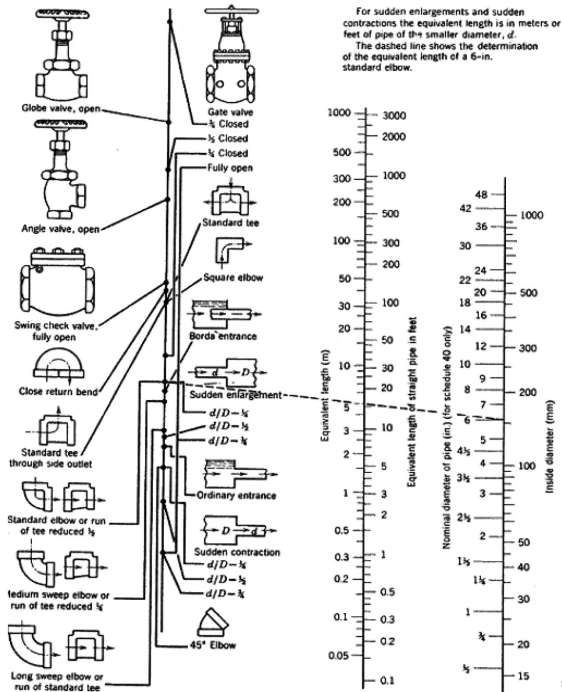 For sudden enlargements and sudden
contractions the equivalent length is in meters or
feet of pipe of the smaller diameter, d.
The dashed line shows the determination
of the equivalent length of a 6-in.
standard elbow.
Globe valve, open
Angle valve, open
Swing check valve,
fully open
Close return bend
Standard tee
through side outlet
Standard elbow or run
of tee reduced ½
Medium sweep elbow or
run of tee reduced ¼
Long sweep elbow or
run of standard tee
Gate valve
¾ Closed
½ Closed
¼ Closed
Fully open
Standard tee
Square elbow
Borda entrance
d
D
Sudden enlargement
d/D–¼
d/D–½
d/D–¾
Ordinary entrance
D
d
Sudden contraction
d/D–¼
d/D–½
d/D–¾
45° Elbow
Equivalent length (m)
1000
500
300
200
100
50
30
20
10
5
3
2
1
0.5
0.3
0.2
0.1
0.05
Equivalent length of straight pipe in feet
3000
2000
1000
500
300
200
100
50
30
20
10
5
3
2
1
0.5
0.3
0.2
0.1
Nominal diameter of pipe (in.) (for schedule 40 only)
48
42
36
30
24
22
20
18
16
14
12
10
9
8
7
6
5
4½
4
3½
3
2½
2
1½
1¼
1
¾
½
Inside diameter (mm)
1000
500
300
200
100
50
40
30
20
15